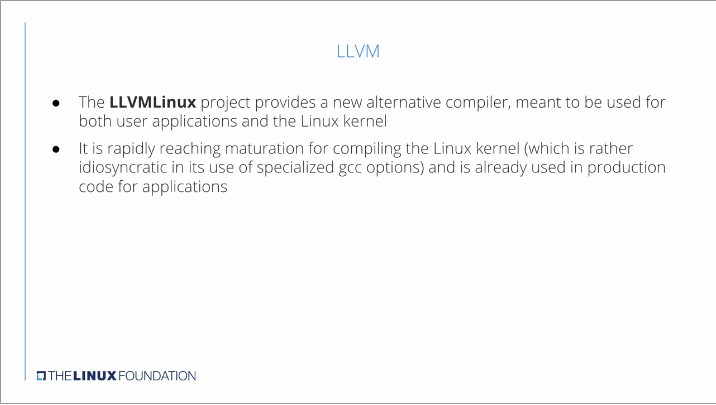 LLVM
● The LLVMLinux project provides a new alternative compiler, meant to be used for
both user applications and the Linux kernel
● It is rapidly reaching maturation for compiling the Linux kernel (which is rather
idiosyncratic in its use of specialized gcc options) and is already used in production
code for applications
THE LINUX FOUNDATION